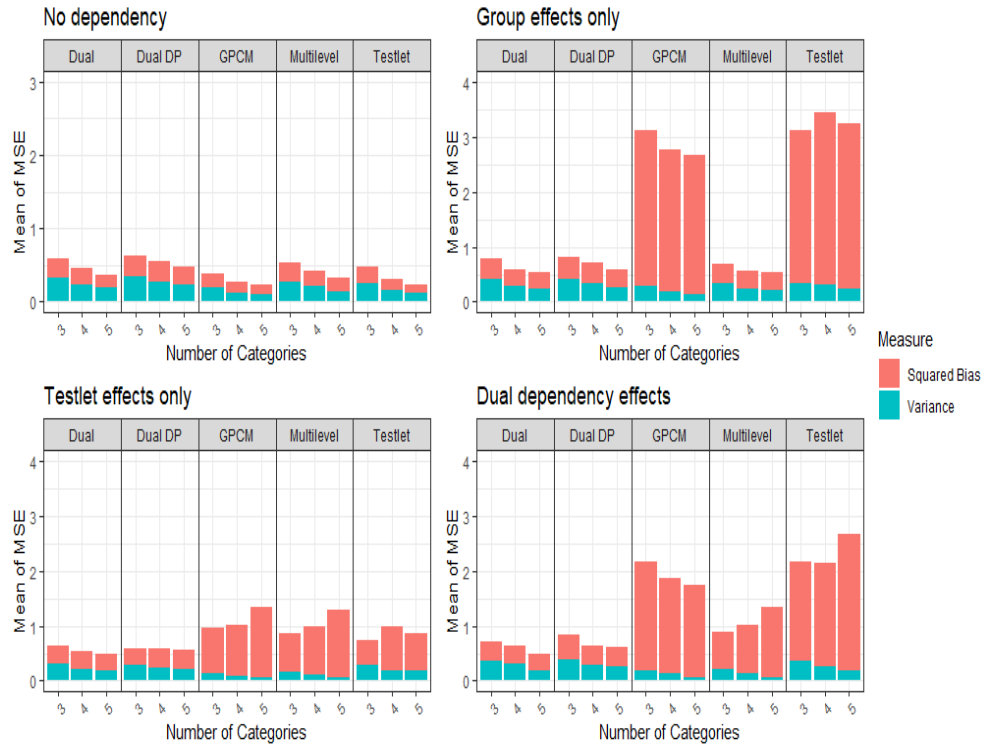 No dependency
Dual Dual DP GPCM Multilevel Testlet
3
2
1
0
Mean of MSE
3 4 5 3 4 5 3 4 5 3 4 5 3 4 5
Number of Categories
Group effects only
Dual Dual DP GPCM Multilevel Testlet
4
3
2
1
0
Mean of MSE
3 4 5 3 4 5 3 4 5 3 4 5 3 4 5
Number of Categories
Testlet effects only
Dual Dual DP GPCM Multilevel Testlet
4
3
2
1
0
Mean of MSE
3 4 5 3 4 5 3 4 5 3 4 5 3 4 5
Number of Categories
Dual dependency effects
Dual Dual DP GPCM Multilevel Testlet
4
3
2
1
0
Mean of MSE
3 4 5 3 4 5 3 4 5 3 4 5 3 4 5
Number of Categories
Measure
Squared Bias
Variance